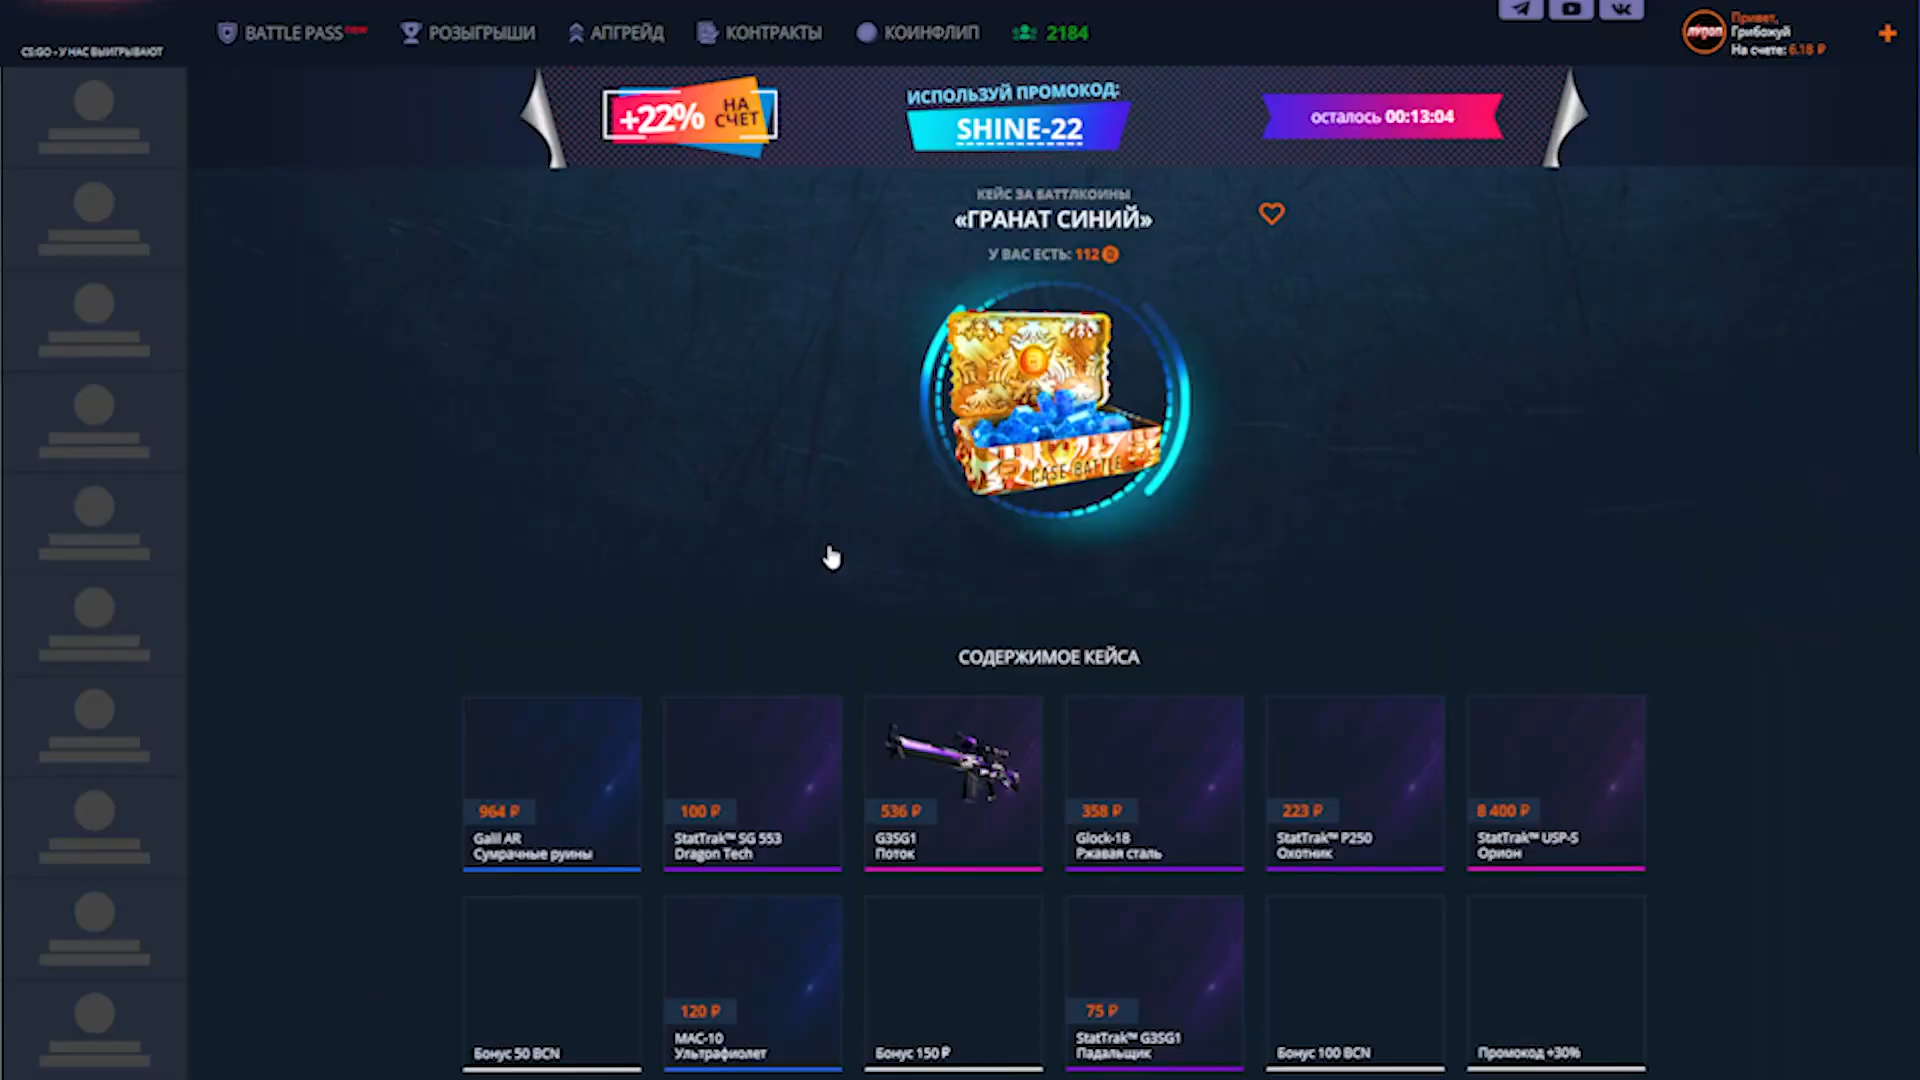 CS:GO - У НАС ВЫИГРЫВАЮТ
BATTLE PASS new
РОЗЫГРЫШИ
АПГРЕЙД
КОНТРАКТЫ
КОИНФЛИП
2184
Привет,
Грибожуй
На счете: 6.18 ₽
+22% НА СЧЕТ
ИСПОЛЬЗУЙ ПРОМОКОД:
SHINE-22
осталось 00:13:04
КЕЙС ЗА БАТТЛКОИНЫ
«ГРАНАТ СИНИЙ»
У ВАС ЕСТЬ: 112
CASE BATTLE
СОДЕРЖИМОЕ КЕЙСА
964 ₽
Galil AR
Сумрачные руины
100 ₽
StatTrak™ SG 553
Dragon Tech
536 ₽
G3SG1
Поток
358 ₽
Glock-18
Ржавая сталь
223 ₽
StatTrak™ P250
Охотник
8 400 ₽
StatTrak™ USP-S
Орион
Бонус 50 BCN
120 ₽
MAC-10
Ультрафиолет
Бонус 150 ₽
75 ₽
StatTrak™ G3SG1
Падальщик
Бонус 100 BCN
Промокод +30%